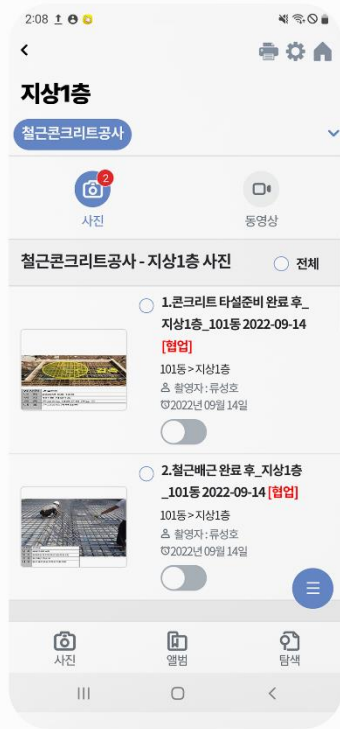 2:08
지상1층
철근콘크리트공사
2
사진
동영상
철근콘크리트공사 - 지상1층 사진
전체
1.콘크리트 타설준비 완료 후_
지상1층_101동 2022-09-14
[협업]
101동 > 지상1층
촬영자 : 류성호
2022년 09월 14일
2.철근배근 완료 후_지상1층
_101동 2022-09-14 [협업]
101동 > 지상1층
촬영자 : 류성호
2022년 09월 14일
사진
앨범
탐색